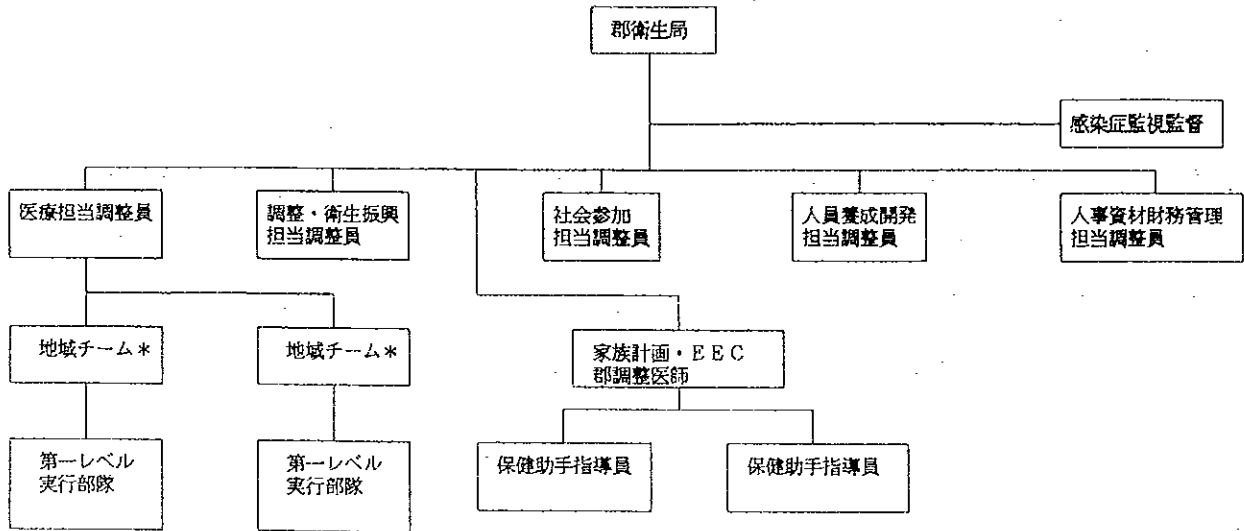 郡衛生局
感染症監視監督
医療担当調整員
調整・衛生振興
担当調整員
社会参加
担当調整員
人員養成開発
担当調整員
人事資材財務管理
担当調整員
地域チーム*
地域チーム*
家族計画・EEC
郡調整医師
第一レベル
実行部隊
第一レベル
実行部隊
保健助手指導員
保健助手指導員